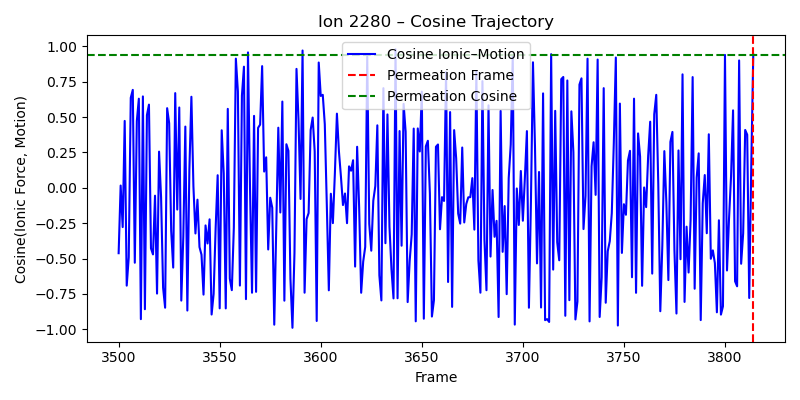 Ion 2280 – Cosine Trajectory
Cosine Ionic–Motion
Permeation Frame
Permeation Cosine
Cosine(Ionic Force, Motion)
1.00
0.75
0.50
0.25
0.00
−0.25
−0.50
−0.75
−1.00
3500 3550 3600 3650 3700 3750 3800
Frame